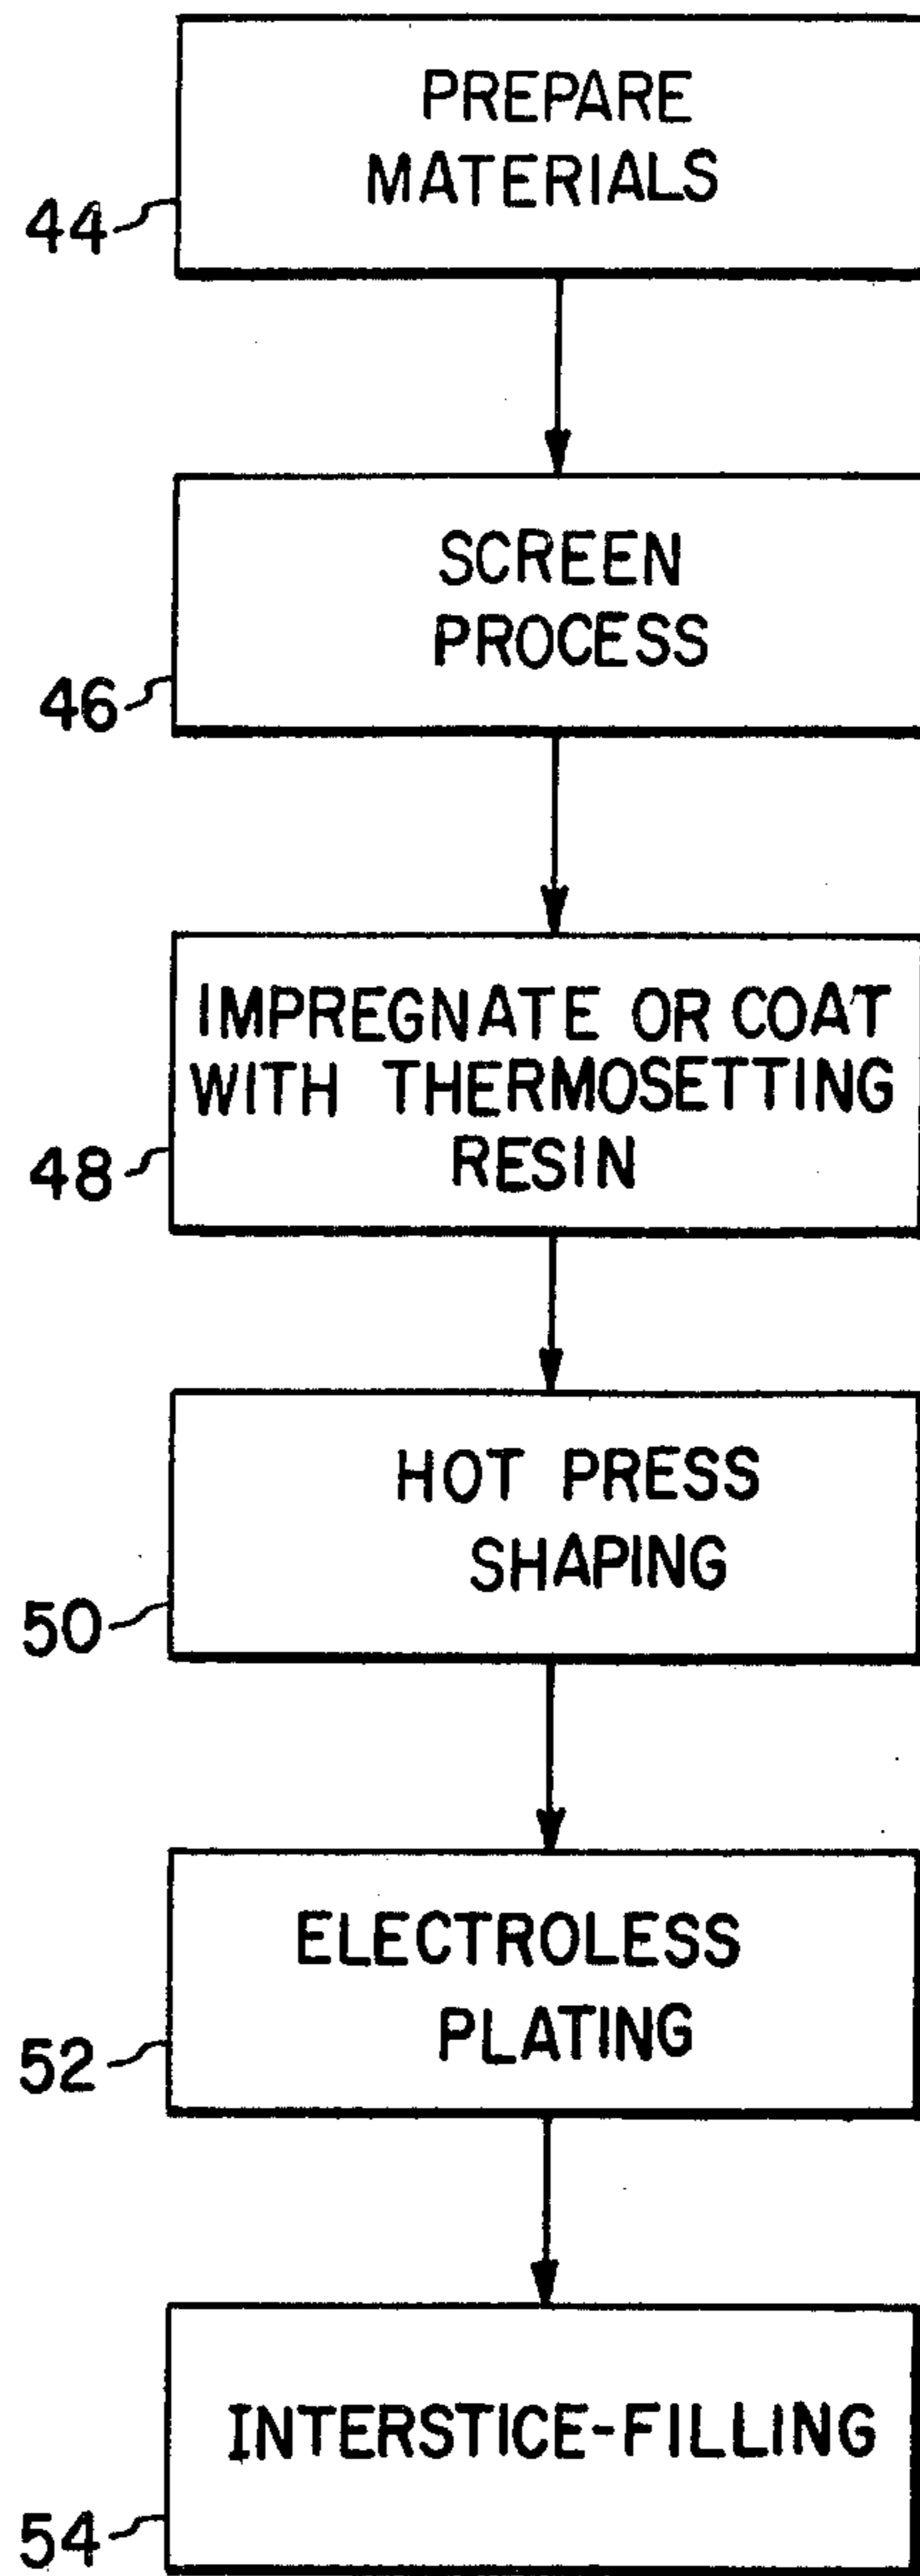 PREPARE
MATERIALS
44
SCREEN
PROCESS
46
IMPREGNATE OR COAT
WITH THERMOSETTING
RESIN
48
HOT PRESS
SHAPING
50
ELECTROLESS
PLATING
52
INTERSTICE-FILLING
54